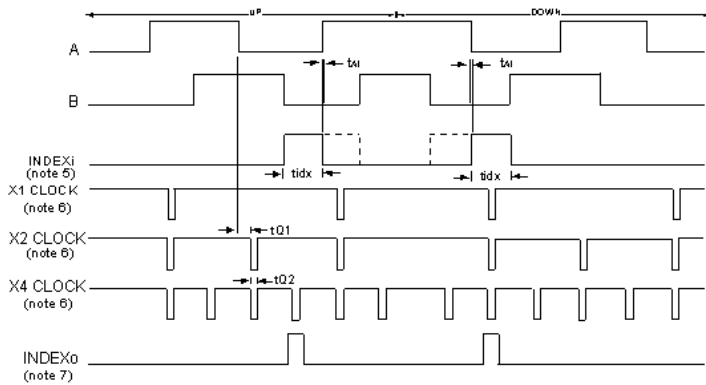 UP DOWN
A
tAI tAI
B
INDEXi
(note 5)
tidx tidx
X1 CLOCK
(note 6)
tQ1
X2 CLOCK
(note 6)
tQ2
X4 CLOCK
(note 6)
INDEXo
(note 7)